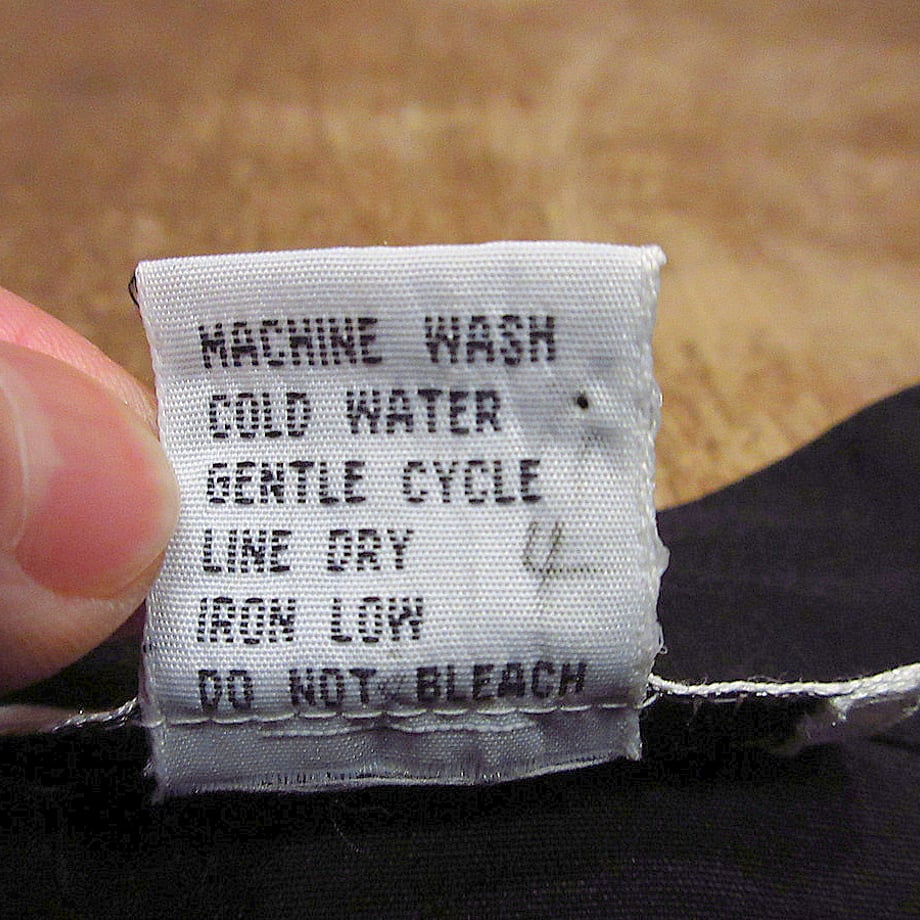 MACHINE WASH
COLD WATER
GENTLE CYCLE
LINE DRY
IRON LOW
DO NOT BLEACH